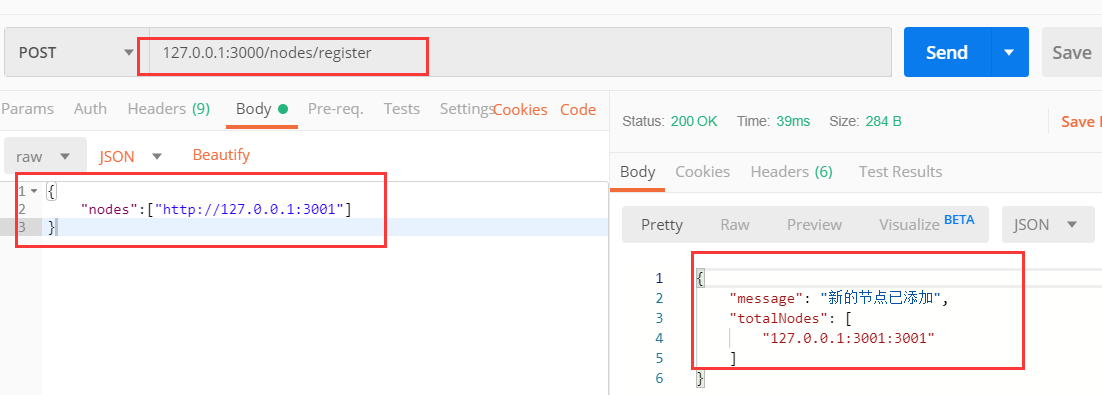 POST
127.0.0.1:3000/nodes/register
Send
Save
Params Auth Headers (9) Body Pre-req. Tests Settings Cookies Code
raw JSON Beautify
1 {
2 "nodes":["http://127.0.0.1:3001"]
3 }
Status: 200 OK Time: 39ms Size: 284 B Save
Body Cookies Headers (6) Test Results
Pretty Raw Preview Visualize BETA JSON
1 {
2 "message": "新的节点已添加",
3 "totalNodes": [
4 "127.0.0.1:3001:3001"
5 ]
6 }